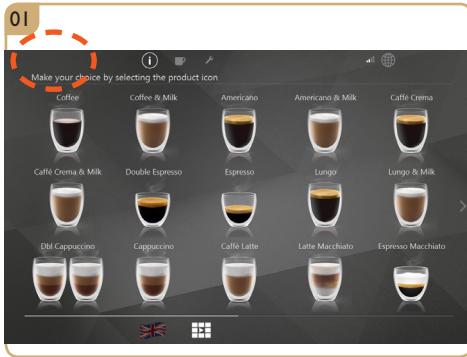 01
Make your choice by selecting the product icon
Coffee Coffee & Milk Americano Americano & Milk Caffè Crema
Caffé Crema & Milk Double Espresso Espresso Lungo Lungo & Milk
Dbl Cappuccino Cappuccino Caffè Latte Latte Macchiato Espresso Macchiato